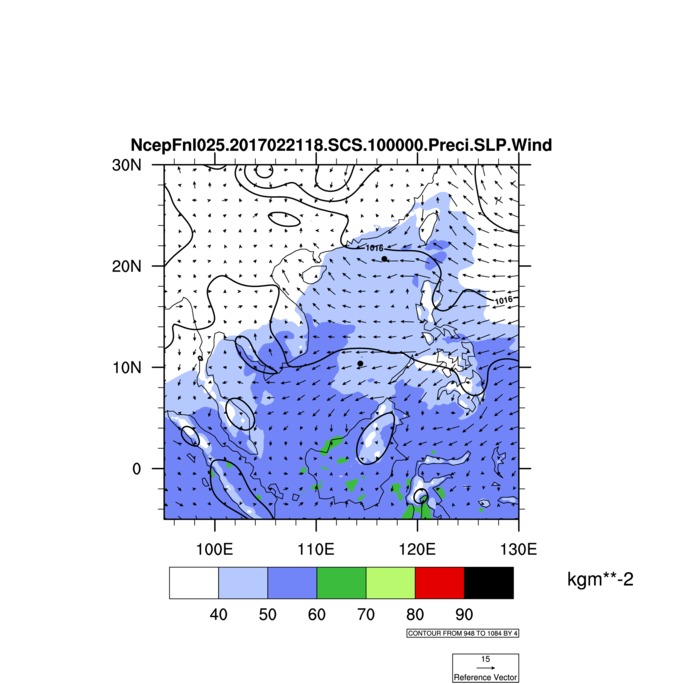 NcepFnl025.2017022118.SCS.100000.Preci.SLP.Wind
30N
1016
20N
1016
10N
0
100E 110E 120E 130E
kgm**-2
40 50 60 70 80 90
CONTOUR FROM 948 TO 1084 BY 4
15
Reference Vector